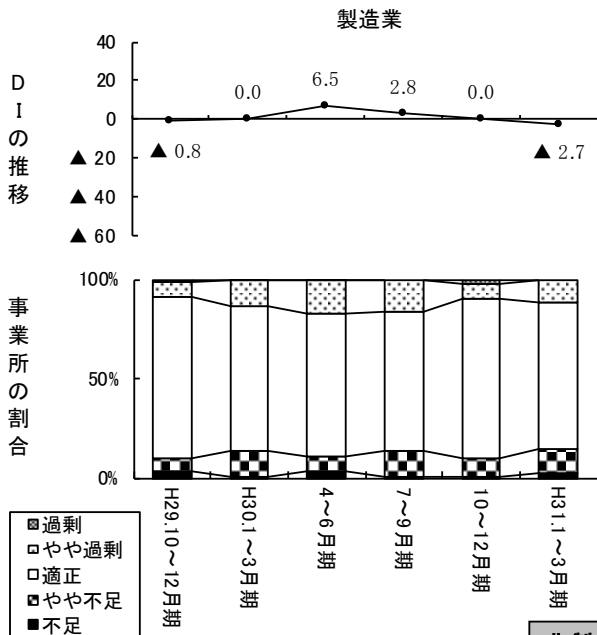 製造業
DIの推移
40
20
0
▲ 20
▲ 40
▲ 60
▲ 0.8
0.0
6.5
2.8
0.0
▲ 2.7
事業所の割合
100%
50%
0%
H29.10～12月期
H30.1～3月期
4～6月期
7～9月期
10～12月期
H31.1～3月期
過剰
やや過剰
適正
やや不足
不足